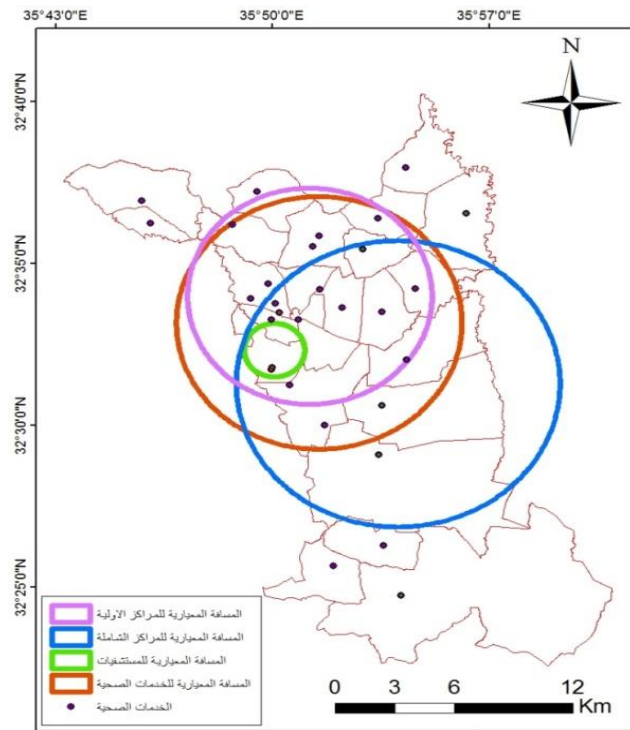 35°43'0"E 35°50'0"E 35°57'0"E
N
32°40'0"N
32°35'0"N
32°30'0"N
32°25'0"N
المسافة المعيارية للمراكز الاولية
المسافة المعيارية للمراكز الشاملة
المسافة المعيارية للمستشفيات
المسافة المعيارية للخدمات الصحية
الخدمات الصحية
0 3 6 12
Km